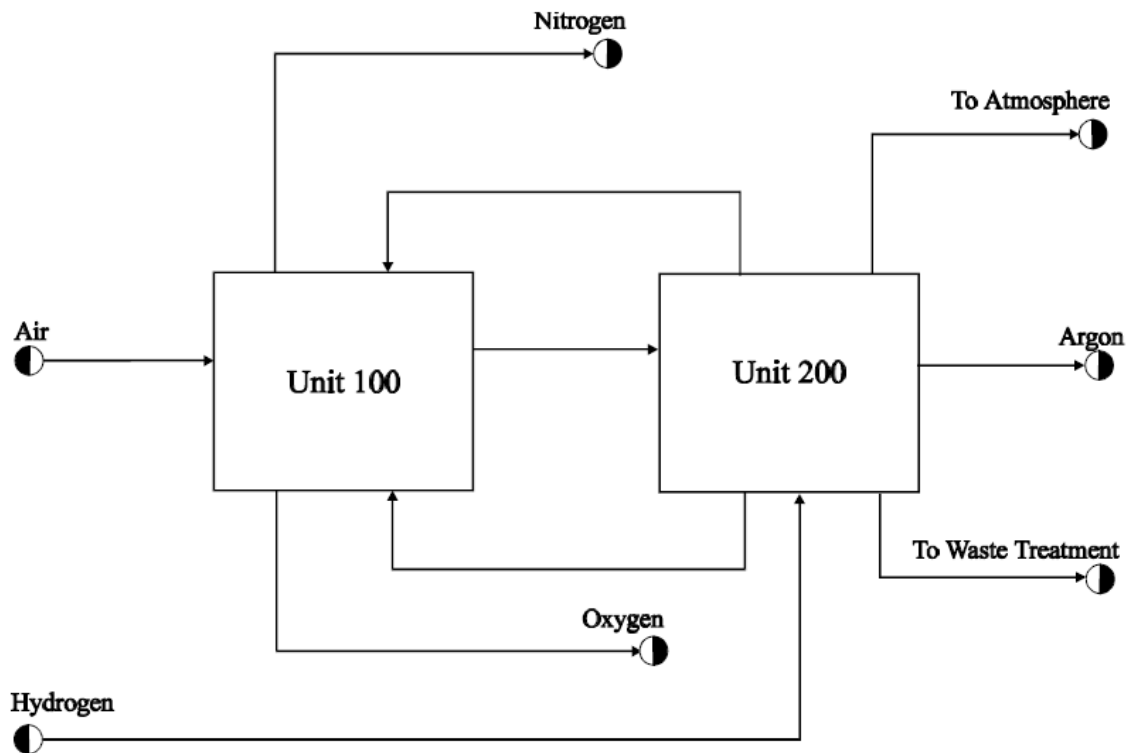 Nitrogen
To Atmosphere
Air
Unit 100
Unit 200
Argon
To Waste Treatment
Oxygen
Hydrogen